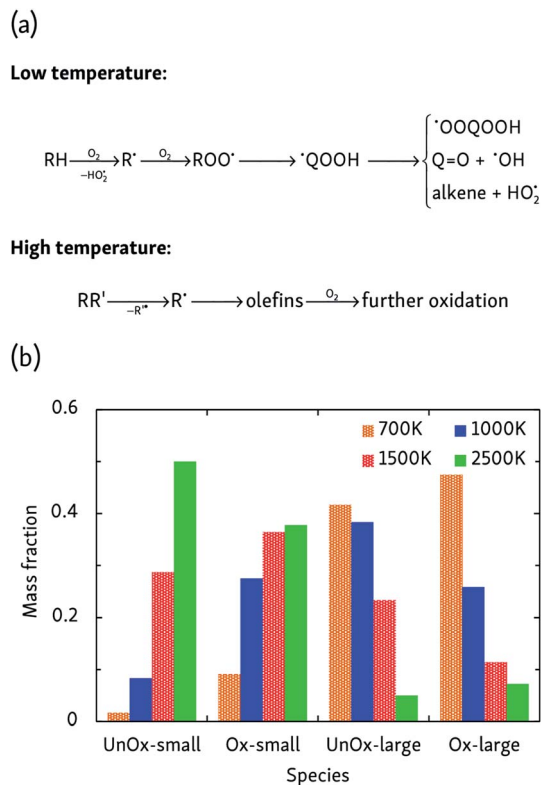 (a)
Low temperature:
RH O₂ −HO₂• R• O₂ ROO• •QOOH
•OOQOOH
Q=O + •OH
alkene + HO₂•
High temperature:
RR' −R'• R• olefins O₂ further oxidation
(b)
0.6
0.4
0.2
0
Mass fraction
700K 1000K
1500K 2500K
UnOx-small Ox-small UnOx-large Ox-large
Species